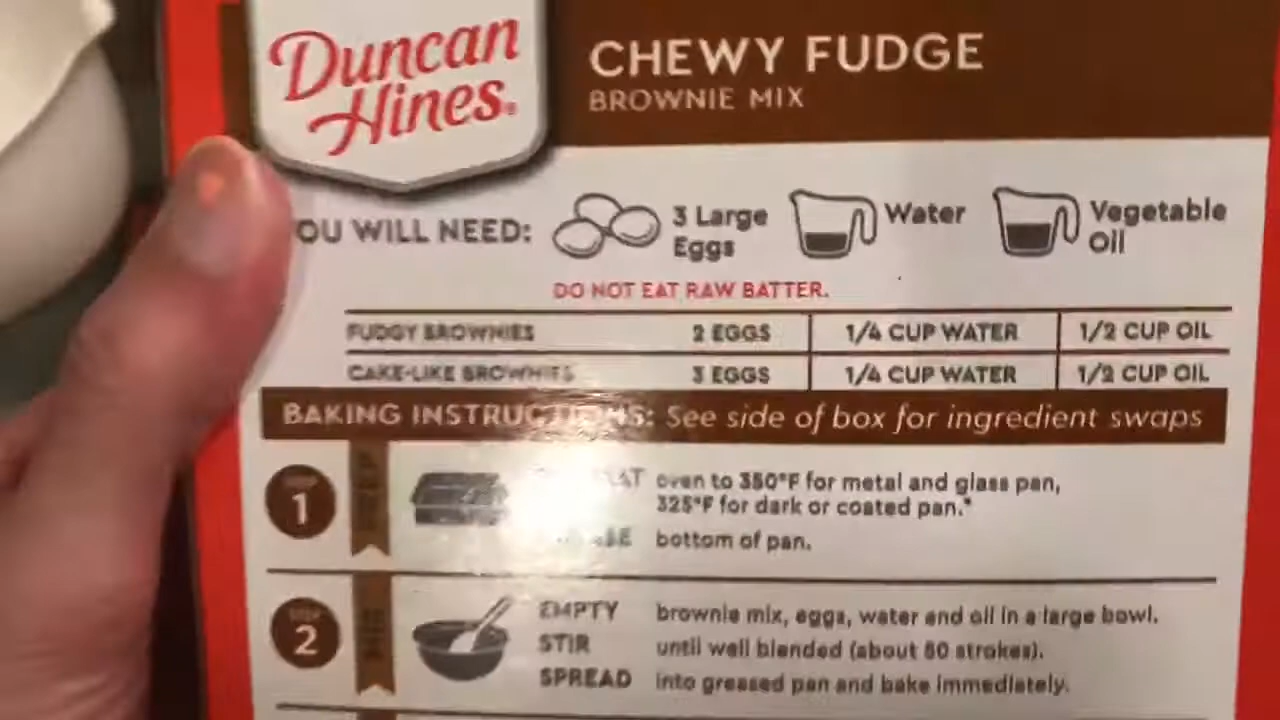 Duncan
Hines®
CHEWY FUDGE
BROWNIE MIX
OU WILL NEED:
3 Large
Eggs
Water
Vegetable
Oil
DO NOT EAT RAW BATTER.
FUDGY BROWNIES 2 EGGS 1/4 CUP WATER 1/2 CUP OIL
CAKE-LIKE BROWNIES 3 EGGS 1/4 CUP WATER 1/2 CUP OIL
BAKING INSTRUCTIONS: See side of box for ingredient swaps
1
oven to 350°F for metal and glass pan,
325°F for dark or coated pan.*
bottom of pan.
STEP
2
EMPTY brownie mix, eggs, water and oil in a large bowl.
STIR until well blended (about 50 strokes).
SPREAD into greased pan and bake immediately.